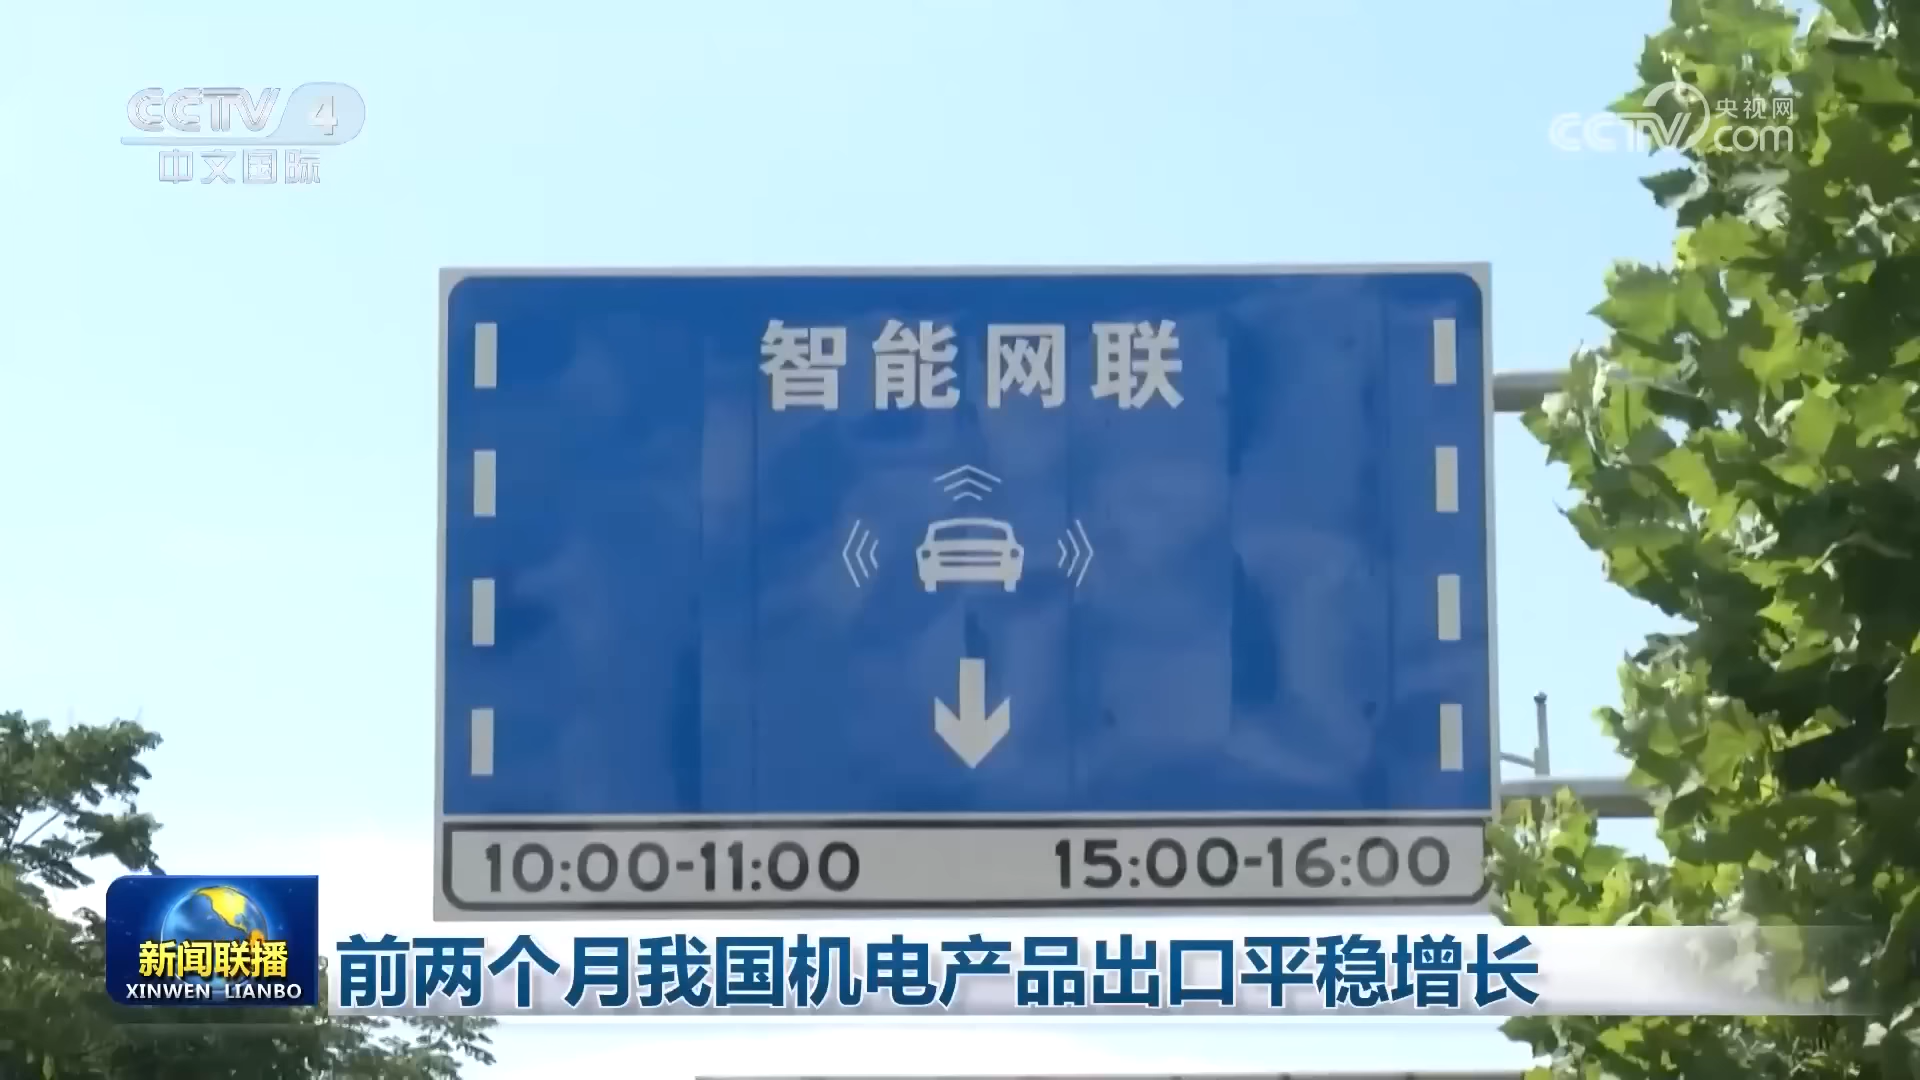 CCTV 4
中文国际
央视网
CCTV com
智能网联
10:00-11:00 15:00-16:00
新闻联播
XINWEN LIANBO
前两个月我国机电产品出口平稳增长